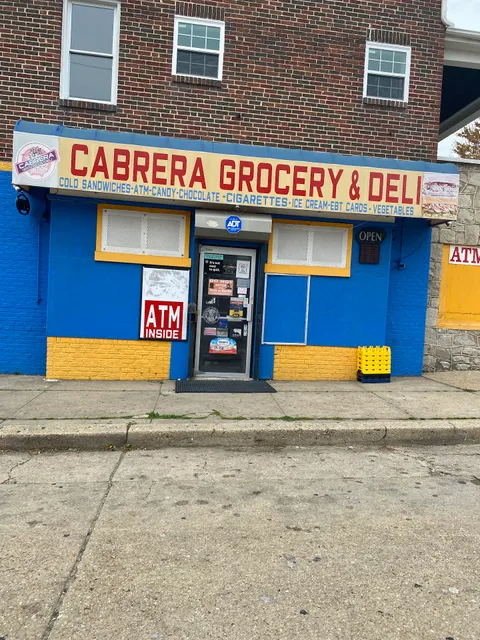 CABRERA
CABRERA GROCERY & DELI
COLD SANDWICHES-ATM-CANDY-CHOCOLATE-CIGARETTES-ICE CREAM-EBT CARDS-VEGETABLES
ADT
OPEN
ATM
ATM
INSIDE